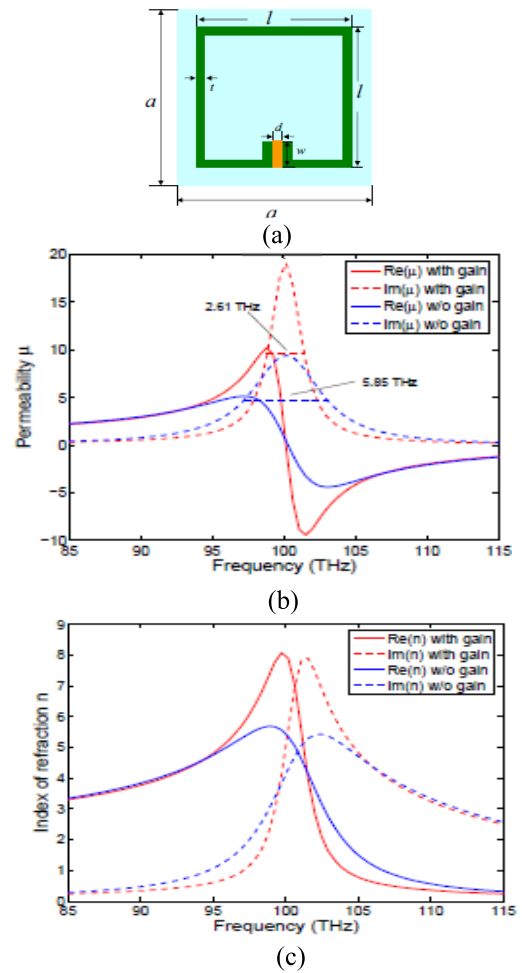 l
a
t
l
d
w
a
(a)
20
15
10
5
0
−5
−10
Permeability μ
Re(μ) with gain
Im(μ) with gain
Re(μ) w/o gain
Im(μ) w/o gain
2.61 THz
5.85 THz
85 90 95 100 105 110 115
Frequency (THz)
(b)
9
8
7
6
5
4
3
2
1
0
Index of refraction n
Re(n) with gain
Im(n) with gain
Re(n) w/o gain
Im(n) w/o gain
85 90 95 100 105 110 115
Frequency (THz)
(c)